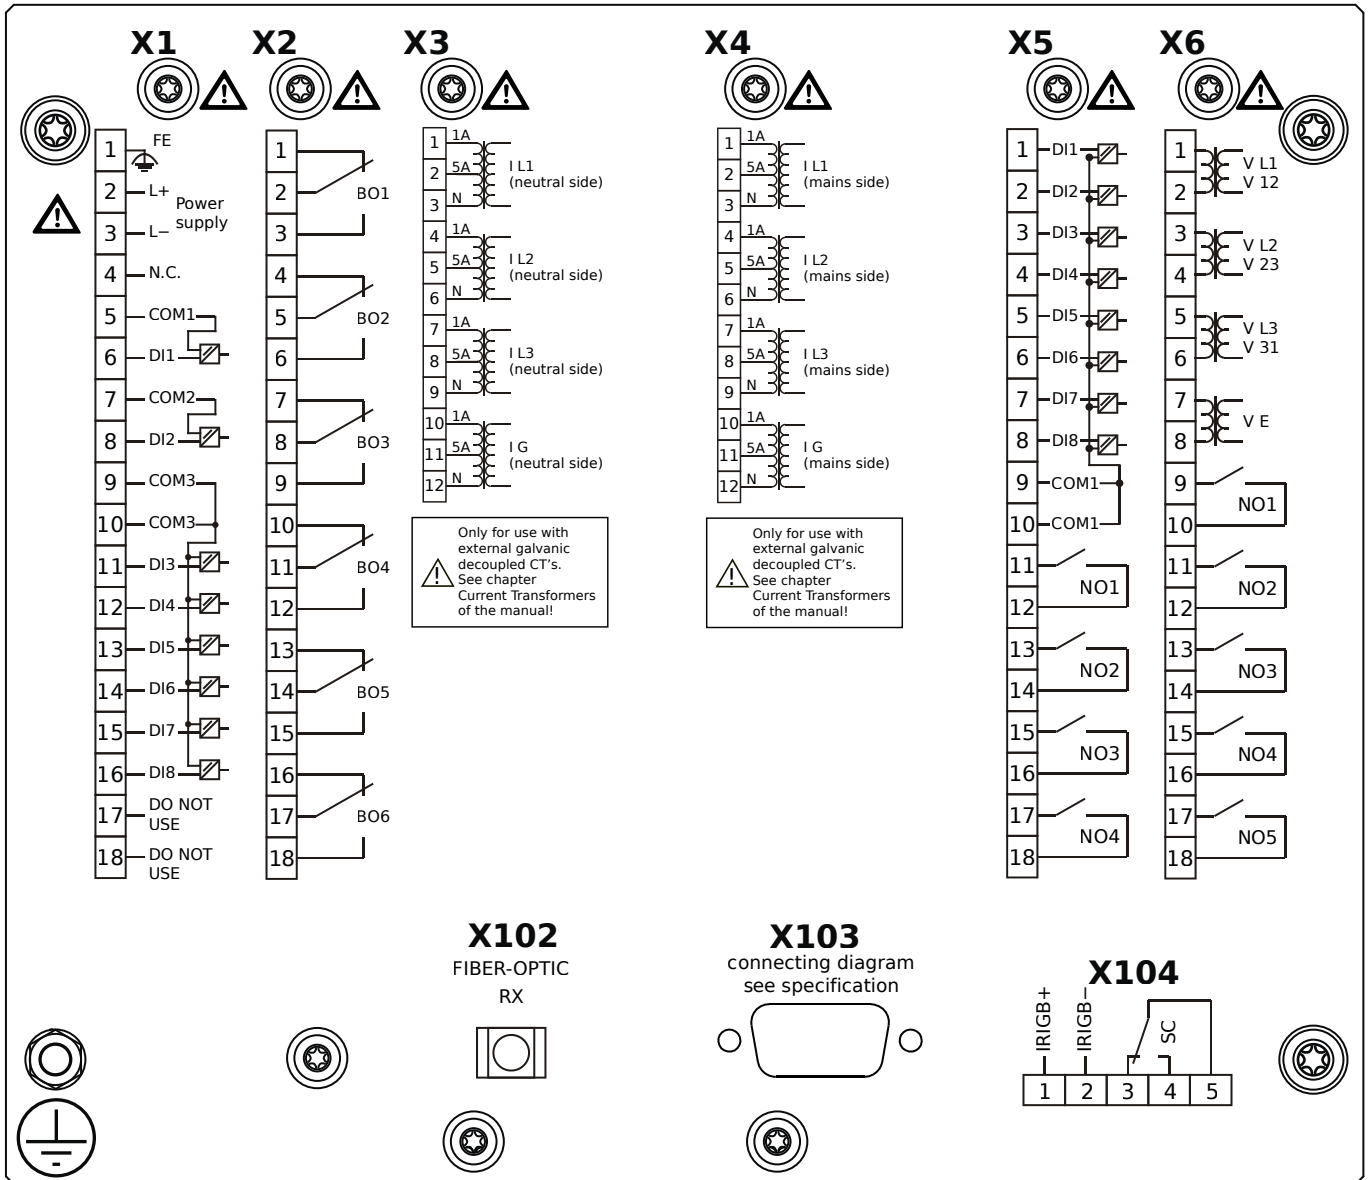 X1
X2
X3
X4
X5
X6
1
FE
2
L+
Power
supply
3
L−
4
N.C.
5
COM1
6
DI1
7
COM2
8
DI2
9
COM3
10
COM3
11
DI3
12
DI4
13
DI5
14
DI6
15
DI7
16
DI8
17
DO NOT
USE
18
DO NOT
USE
1
2
BO1
3
4
5
BO2
6
7
8
BO3
9
10
11
BO4
12
13
14
BO5
15
16
17
BO6
18
1
1A
2
5A
I L1
(neutral side)
3
N
4
1A
5
5A
I L2
(neutral side)
6
N
7
1A
8
5A
I L3
(neutral side)
9
N
10
1A
11
5A
I G
(neutral side)
12
N
Only for use with
external galvanic
decoupled CT’s.
See chapter
Current Transformers
of the manual!
1
1A
2
5A
I L1
(mains side)
3
N
4
1A
5
5A
I L2
(mains side)
6
N
7
1A
8
5A
I L3
(mains side)
9
N
10
1A
11
5A
I G
(mains side)
12
N
Only for use with
external galvanic
decoupled CT’s.
See chapter
Current Transformers
of the manual!
1
DI1
2
DI2
3
DI3
4
DI4
5
DI5
6
DI6
7
DI7
8
DI8
9
COM1
10
COM1
11
NO1
12
13
NO2
14
15
NO3
16
17
NO4
18
1
V L1
V 12
2
3
V L2
V 23
4
5
V L3
V 31
6
7
V E
8
9
NO1
10
11
NO2
12
13
NO3
14
15
NO4
16
17
NO5
18
X102
FIBER-OPTIC
RX
X103
connecting diagram
see specification
X104
IRIGB+
IRIGB−
SC
1 2 3 4 5